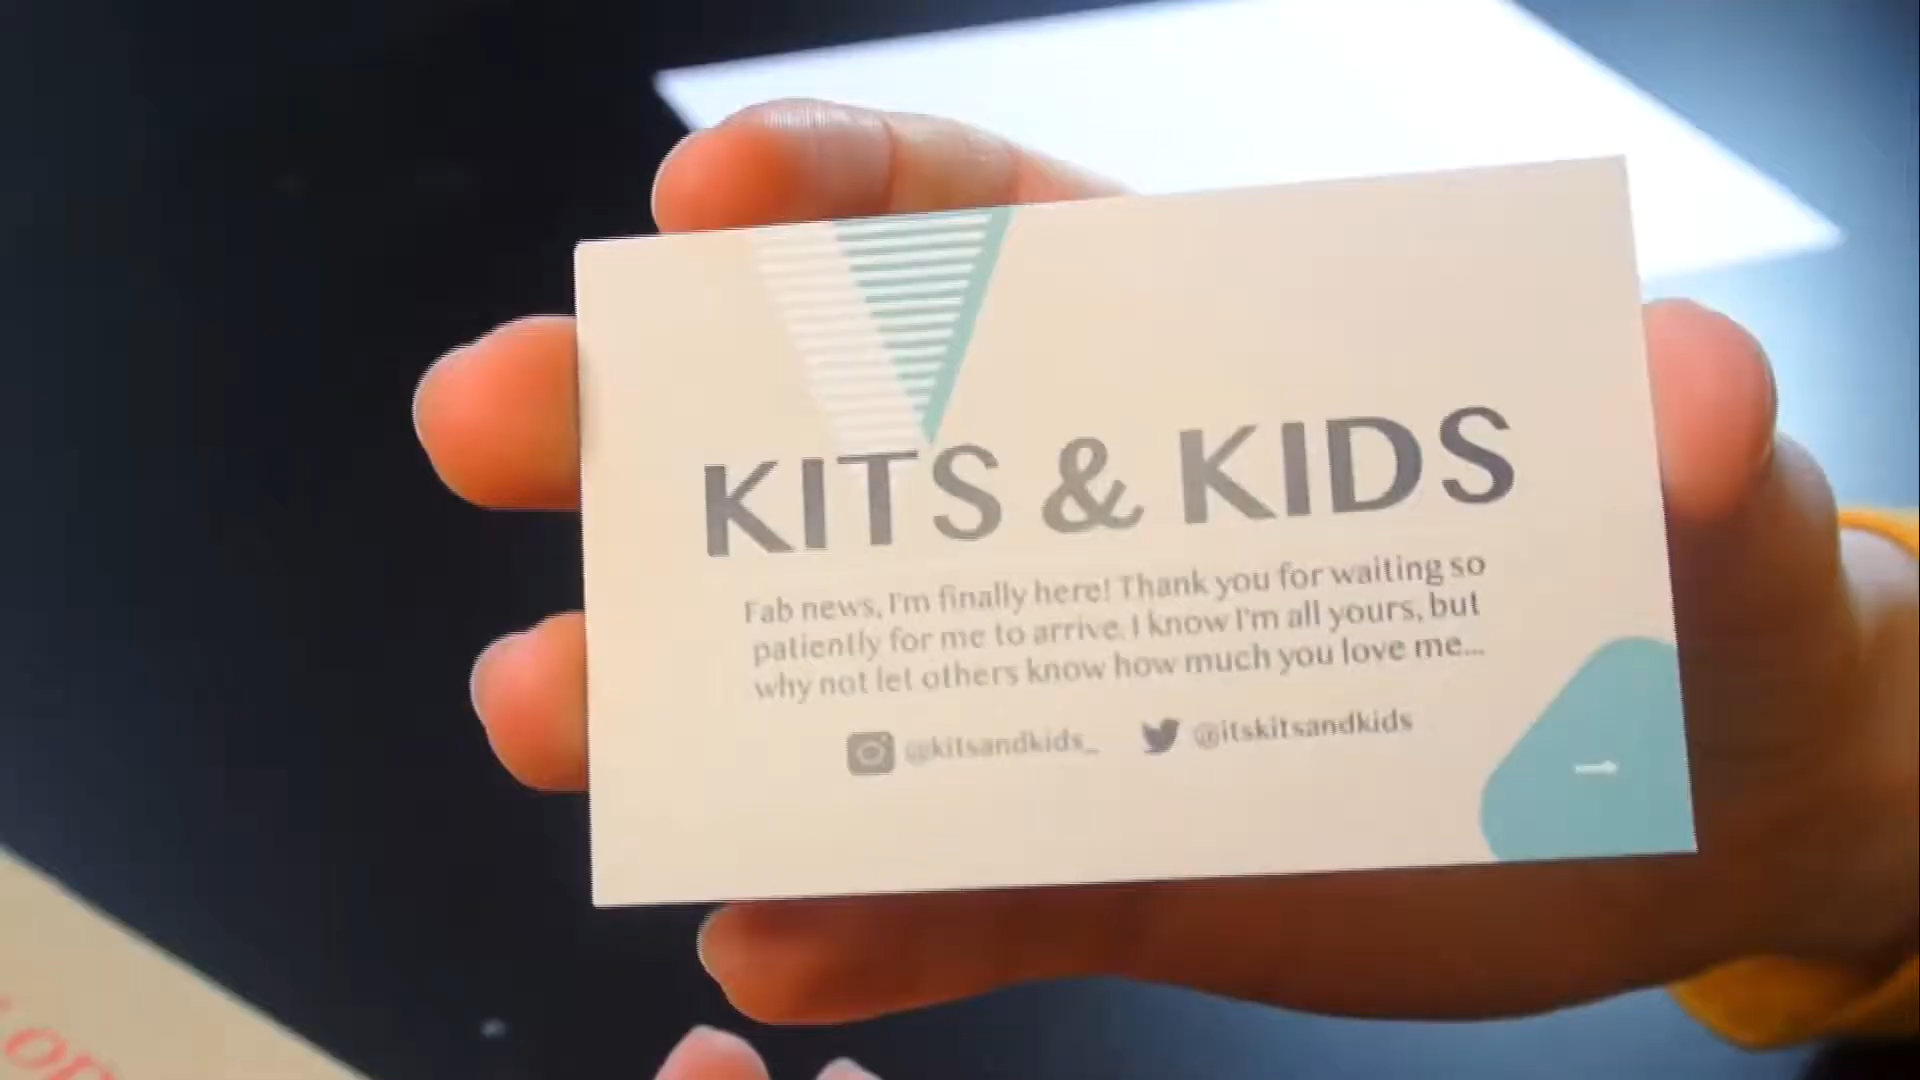 KITS & KIDS
Fab news, I'm finally here! Thank you for waiting so
patiently for me to arrive. I know I'm all yours, but
why not let others know how much you love me...
@kitsandkids_ @itskitsandkids